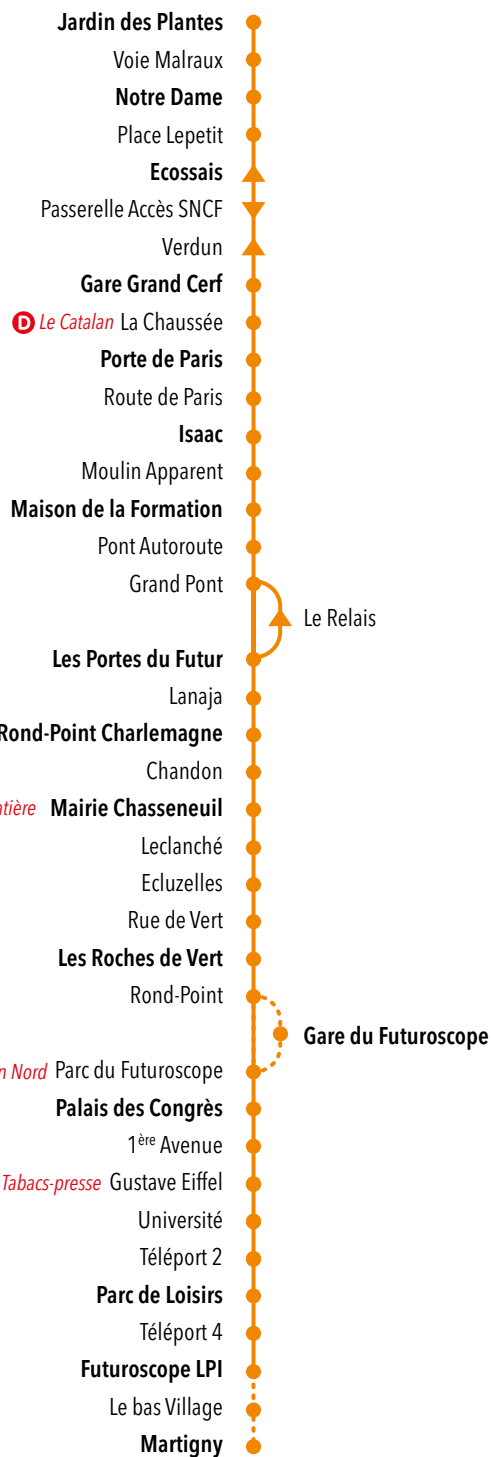 Jardin des Plantes
Voie Malraux
Notre Dame
Place Lepetit
Ecossais
Passerelle Accès SNCF
Verdun
Gare Grand Cerf
D Le Catalan La Chaussée
Porte de Paris
Route de Paris
Isaac
Moulin Apparent
Maison de la Formation
Pont Autoroute
Grand Pont
Le Relais
Les Portes du Futur
Lanaja
Rond-Point Charlemagne
Chandon
Mairie Chasseneuil
Leclanché
Ecluzelles
Rue de Vert
Les Roches de Vert
Rond-Point
Gare du Futuroscope
Nord Parc du Futuroscope
Palais des Congrès
1ère Avenue
Tabacs-presse Gustave Eiffel
Université
Téléport 2
Parc de Loisirs
Téléport 4
Futuroscope LPI
Le bas Village
Martigny